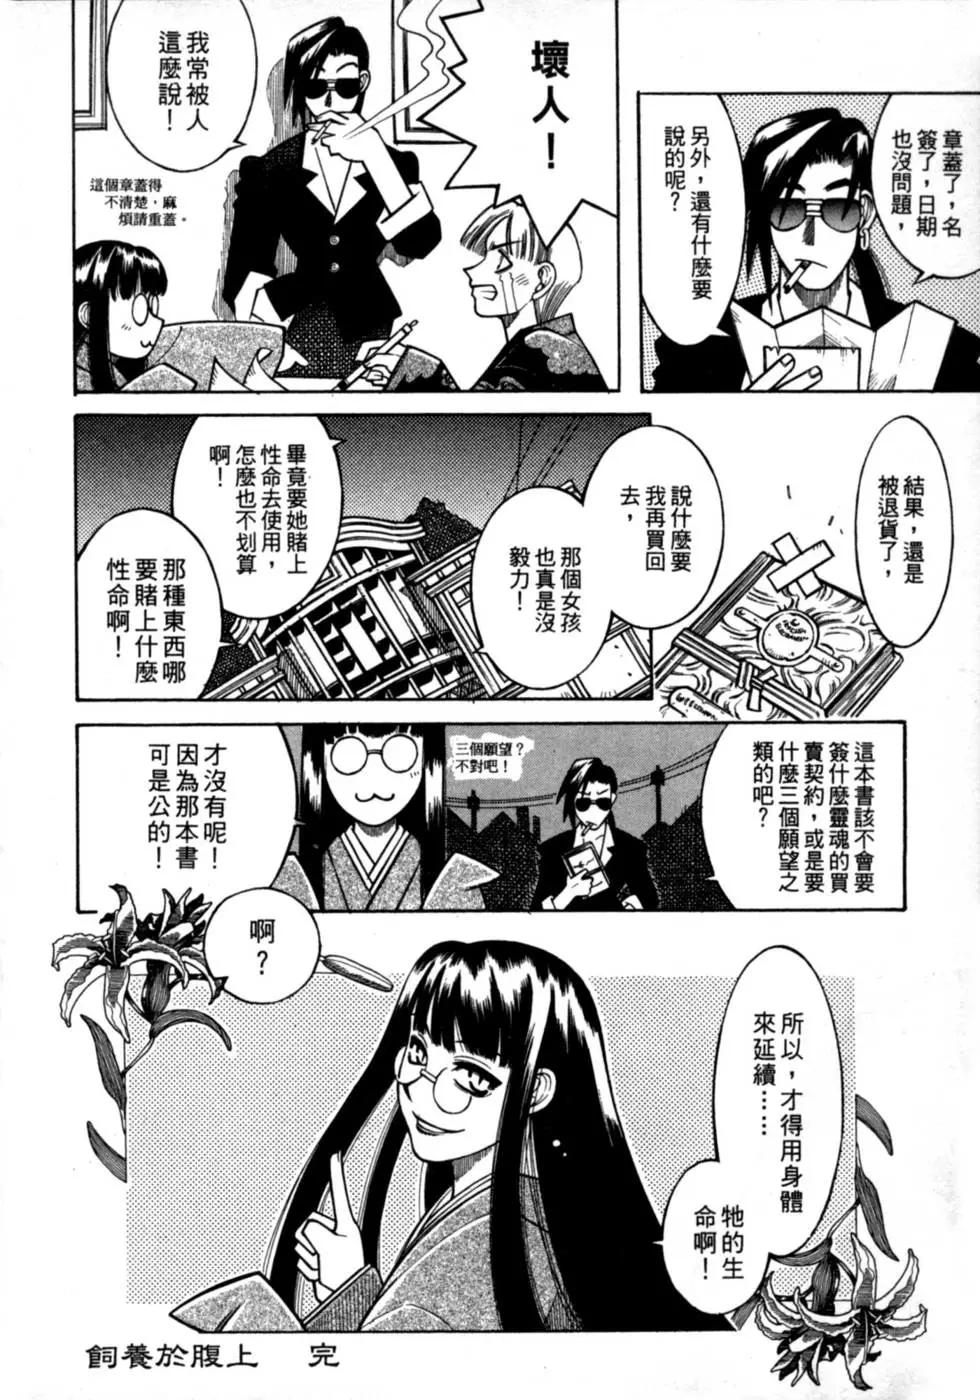 章蓋了，名
簽了，日期
也沒問題，
另外，還有什麼要
說的呢？
壞人！
我常被人
這麼說！
這個章蓋得
不清楚，麻
煩請重蓋。
結果，還是
被退貨了，
說什麼要
我再買回
去，
那個女孩
也真是沒
毅力！
畢竟要她賭上
性命去使用，
怎麼也不划算
啊！
那種東西哪
要賭上什麼
性命啊！
這本書該不會要
簽什麼靈魂的買
賣契約，或是要
什麼三個願望之
類的吧？
三個願望？
不對吧！
才沒有呢！
因為那本書
可是公的！
啊？
所以，才得用身體
來延續……
牠的生
命啊！
飼養於腹上　完